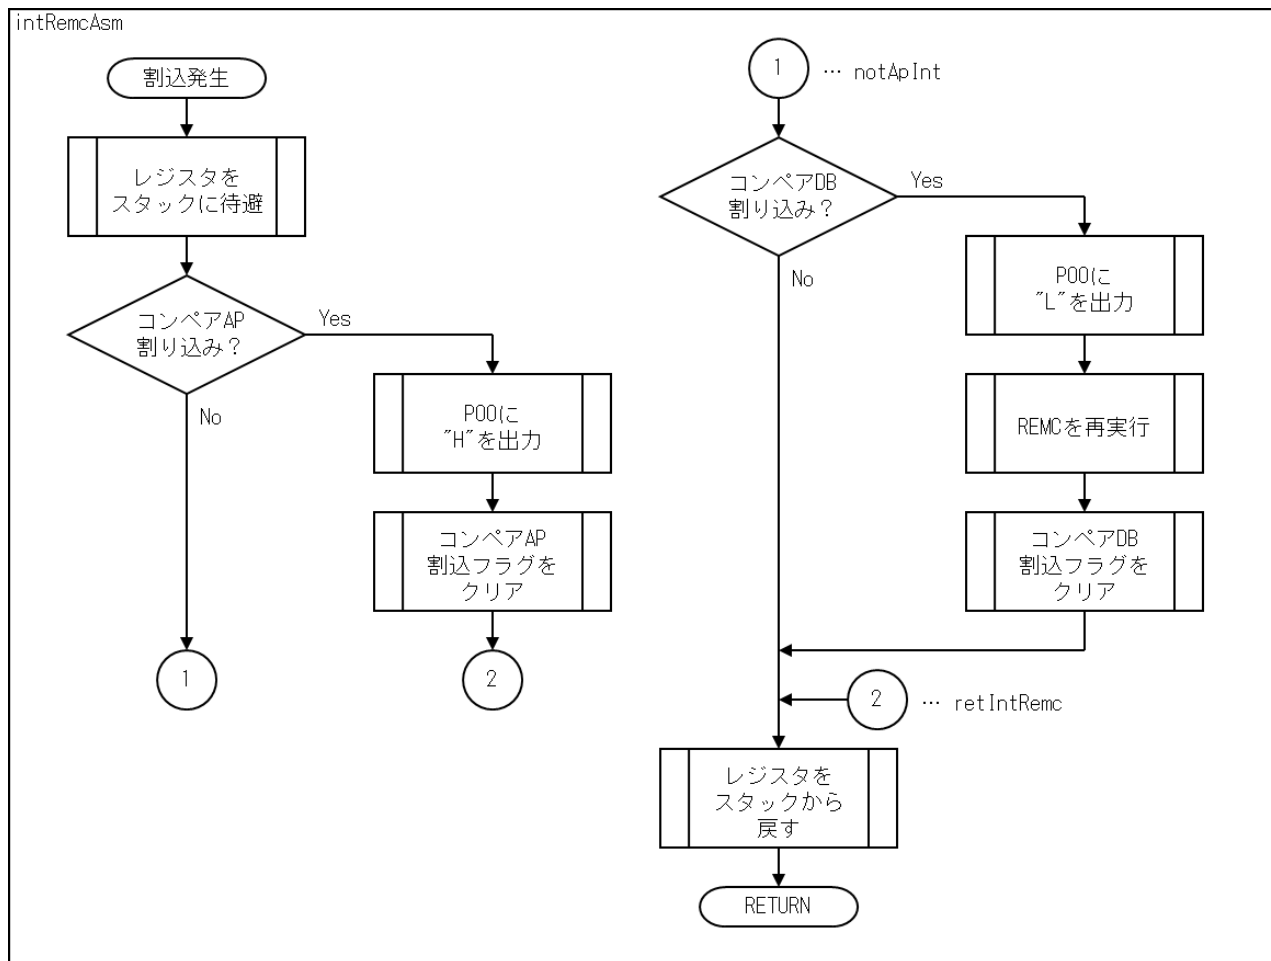 intRemcAsm
割込発生
レジスタを
スタックに待避
コンペアAP
割り込み？
Yes
No
P00に
"H"を出力
コンペアAP
割込フラグを
クリア
1
2
1
… notApInt
コンペアDB
割り込み？
Yes
No
P00に
"L"を出力
REMCを再実行
コンペアDB
割込フラグを
クリア
2
… retIntRemc
レジスタを
スタックから
戻す
RETURN